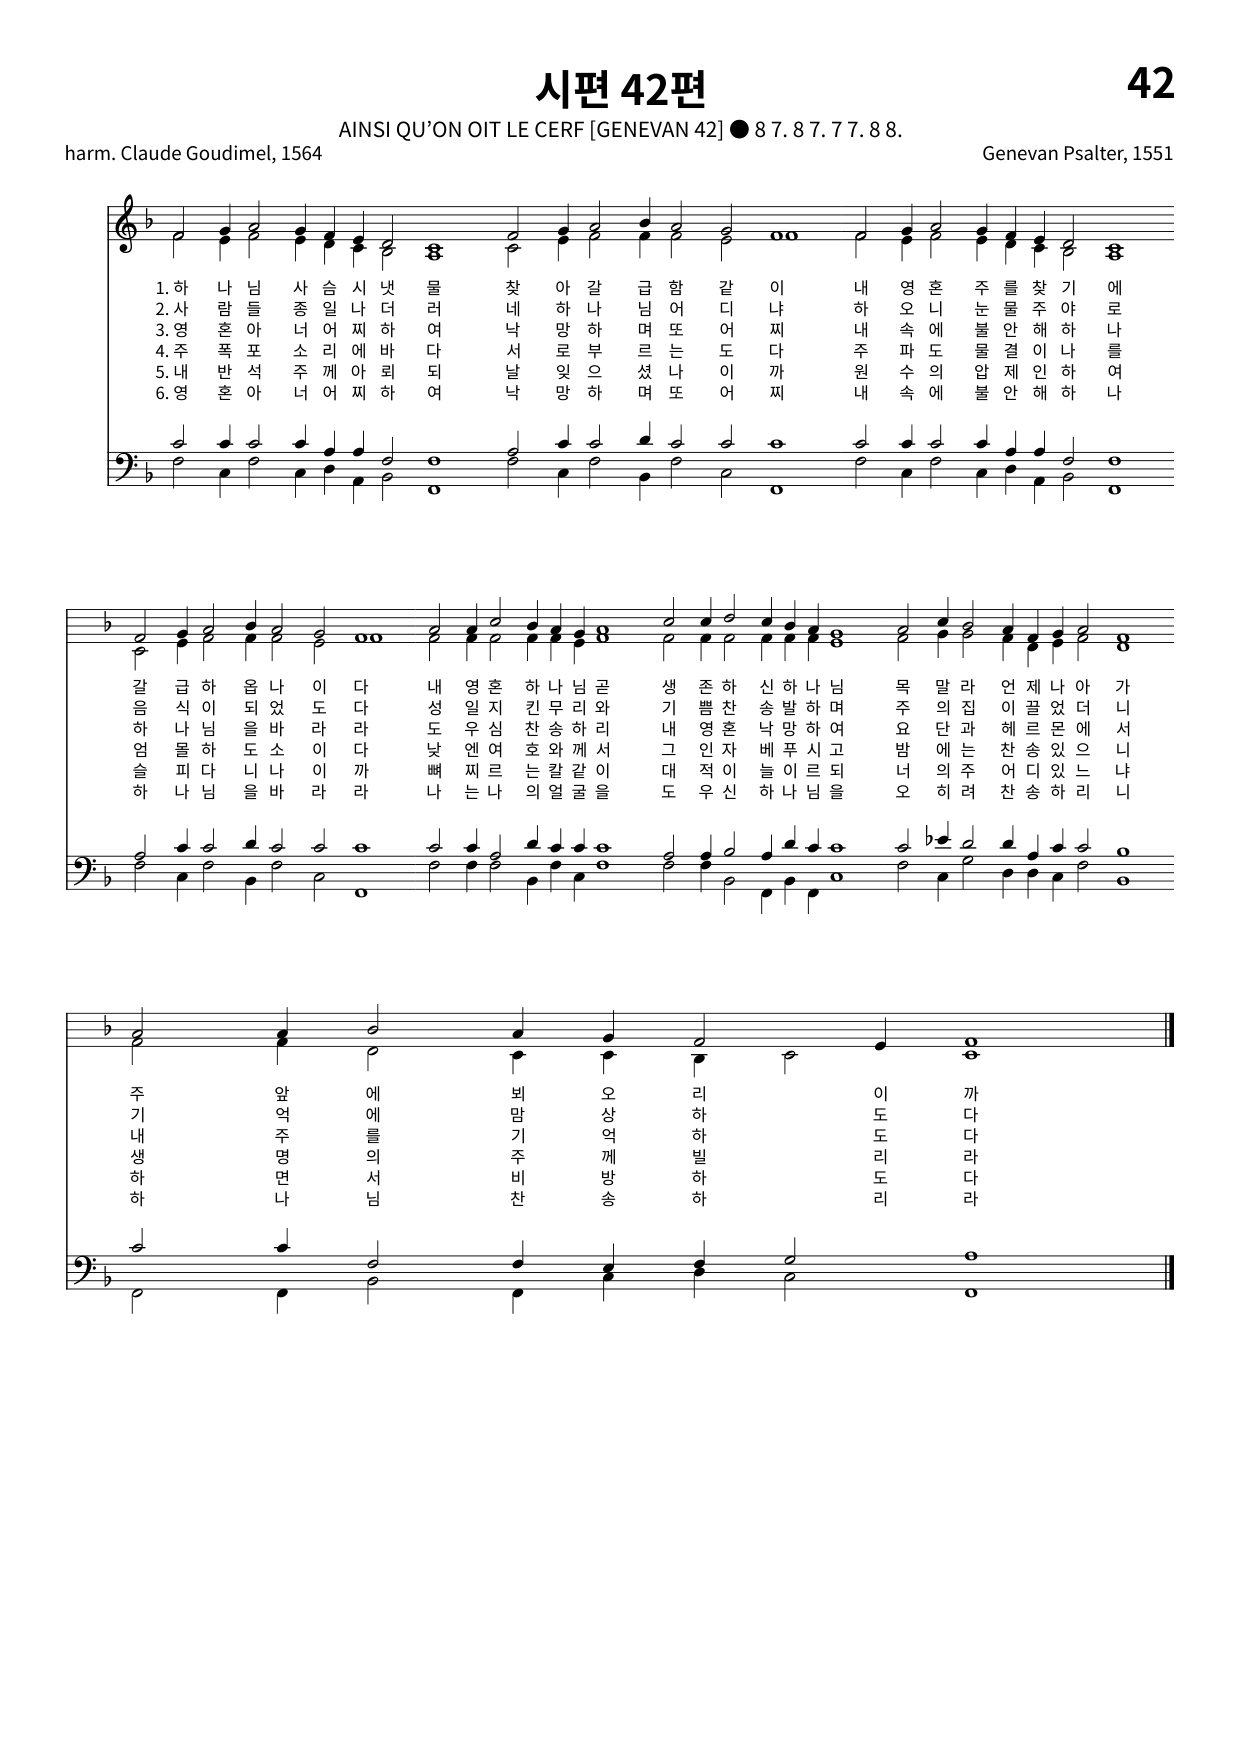 시편 42편
42
AINSI QU’ON OIT LE CERF [GENEVAN 42] ● 8 7. 8 7. 7 7. 8 8.
harm. Claude Goudimel, 1564
Genevan Psalter, 1551
1. 하 나 님 사 슴 시 냇 물 찾 아 갈 급 함 같 이 내 영 혼 주 를 찾 기 에
2. 사 람 들 종 일 나 더 러 네 하 나 님 어 디 냐 하 오 니 눈 물 주 야 로
3. 영 혼 아 너 어 찌 하 여 낙 망 하 며 또 어 찌 내 속 에 불 안 해 하 나
4. 주 폭 포 소 리 에 바 다 서 로 부 르 는 도 다 주 파 도 물 결 이 나 를
5. 내 반 석 주 께 아 뢰 되 날 잊 으 셨 나 이 까 원 수 의 압 제 인 하 여
6. 영 혼 아 너 어 찌 하 여 낙 망 하 며 또 어 찌 내 속 에 불 안 해 하 나
갈 급 하 옵 나 이 다 내 영 혼 하 나 님 곧 생 존 하 신 하 나 님 목 말 라 언 제 나 아 가
음 식 이 되 었 도 다 성 일 지 킨 무 리 와 기 쁨 찬 송 발 하 며 주 의 집 이 끌 었 더 니
하 나 님 을 바 라 라 도 우 심 찬 송 하 리 내 영 혼 낙 망 하 여 요 단 과 헤 르 몬 에 서
엄 몰 하 도 소 이 다 낮 엔 여 호 와 께 서 그 인 자 베 푸 시 고 밤 에 는 찬 송 있 으 니
슬 피 다 니 나 이 까 뼈 찌 르 는 칼 같 이 대 적 이 늘 이 르 되 너 의 주 어 디 있 느 냐
하 나 님 을 바 라 라 나 는 나 의 얼 굴 을 도 우 신 하 나 님 을 오 히 려 찬 송 하 리 니
주 앞 에 뵈 오 리 이 까
기 억 에 맘 상 하 도 다
내 주 를 기 억 하 도 다
생 명 의 주 께 빌 리 라
하 면 서 비 방 하 도 다
하 나 님 찬 송 하 리 라